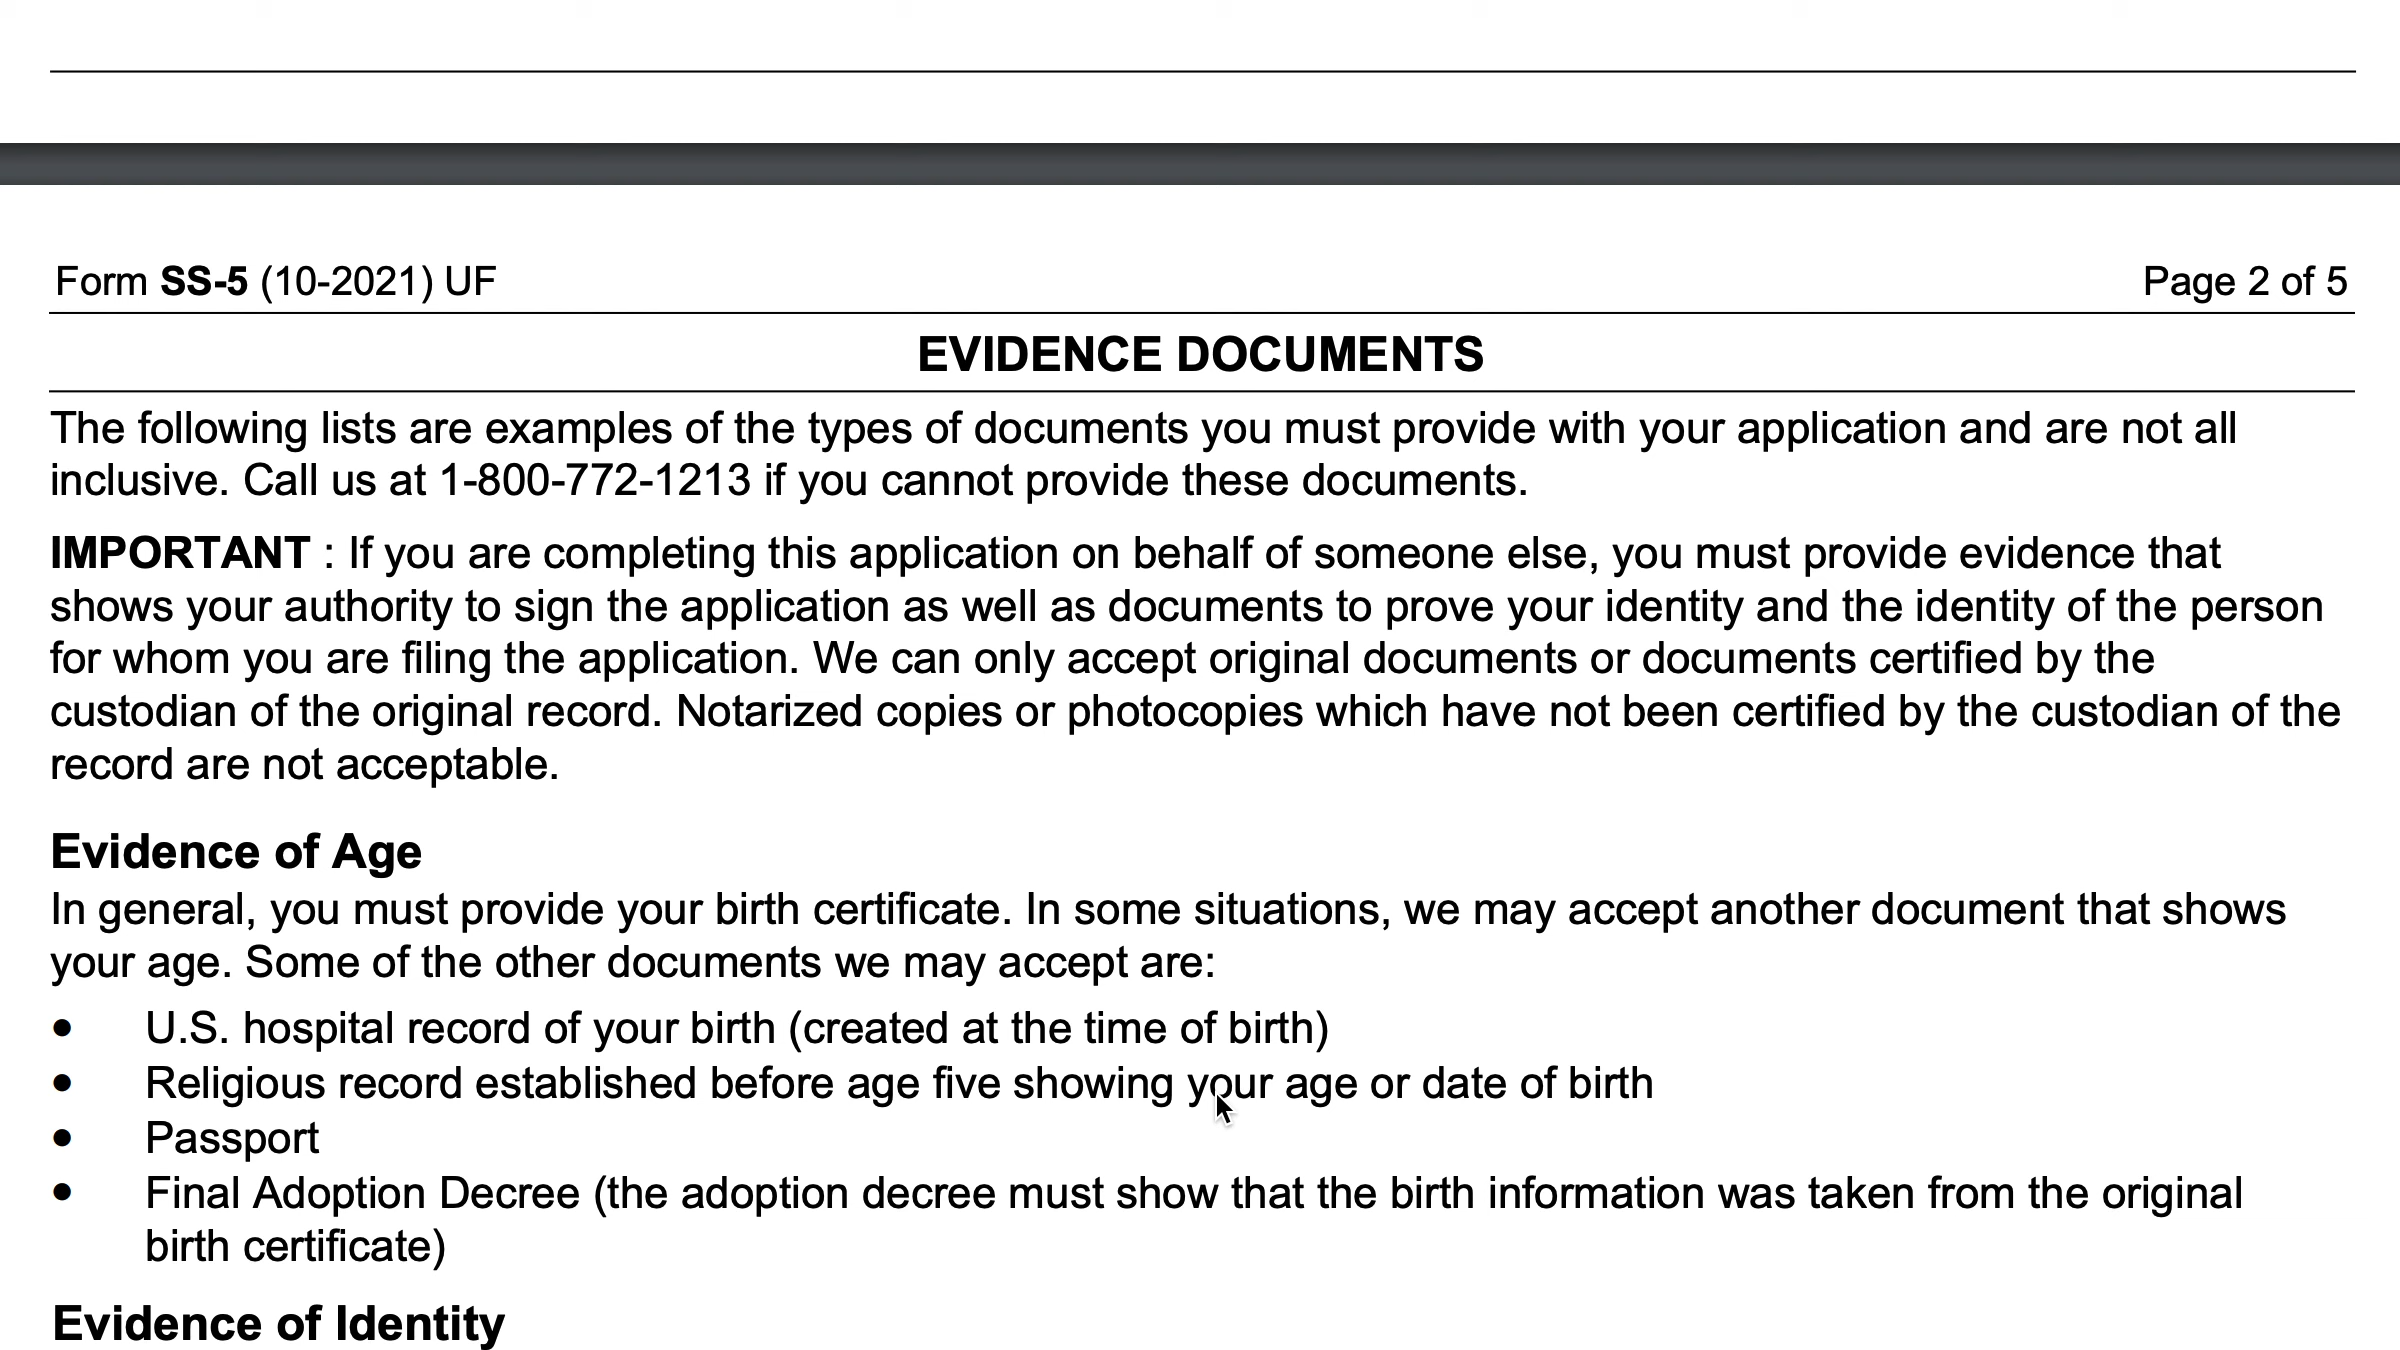 Form SS-5 (10-2021) UF
Page 2 of 5
EVIDENCE DOCUMENTS
The following lists are examples of the types of documents you must provide with your application and are not all
inclusive. Call us at 1-800-772-1213 if you cannot provide these documents.
IMPORTANT : If you are completing this application on behalf of someone else, you must provide evidence that
shows your authority to sign the application as well as documents to prove your identity and the identity of the person
for whom you are filing the application. We can only accept original documents or documents certified by the
custodian of the original record. Notarized copies or photocopies which have not been certified by the custodian of the
record are not acceptable.
Evidence of Age
In general, you must provide your birth certificate. In some situations, we may accept another document that shows
your age. Some of the other documents we may accept are:
● U.S. hospital record of your birth (created at the time of birth)
● Religious record established before age five showing your age or date of birth
● Passport
● Final Adoption Decree (the adoption decree must show that the birth information was taken from the original
birth certificate)
Evidence of Identity